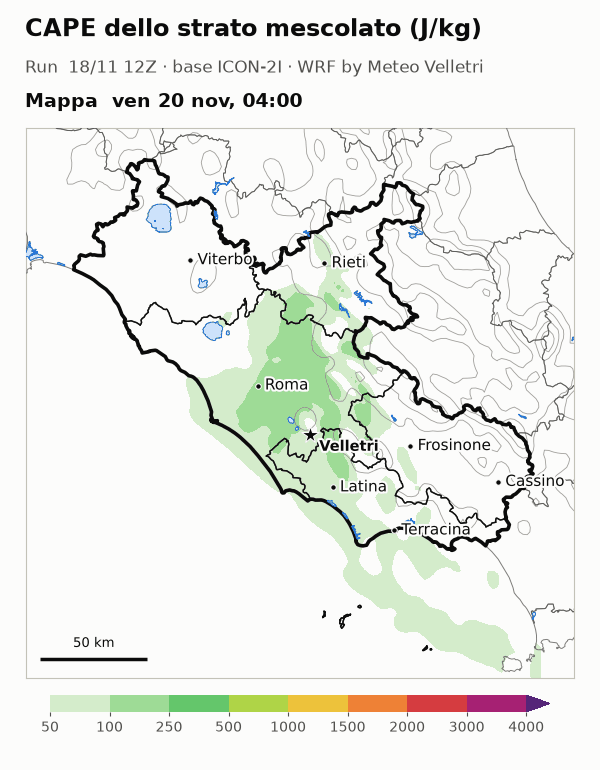 CAPE dello strato mescolato (J/kg)
Run  18/11 12Z · base ICON-2I · WRF by Meteo Velletri
Mappa  ven 20 nov, 04:00
Viterbo
Rieti
Roma
Velletri
Frosinone
Latina
Cassino
Terracina
50 km
50 100 250 500 1000 1500 2000 3000 4000